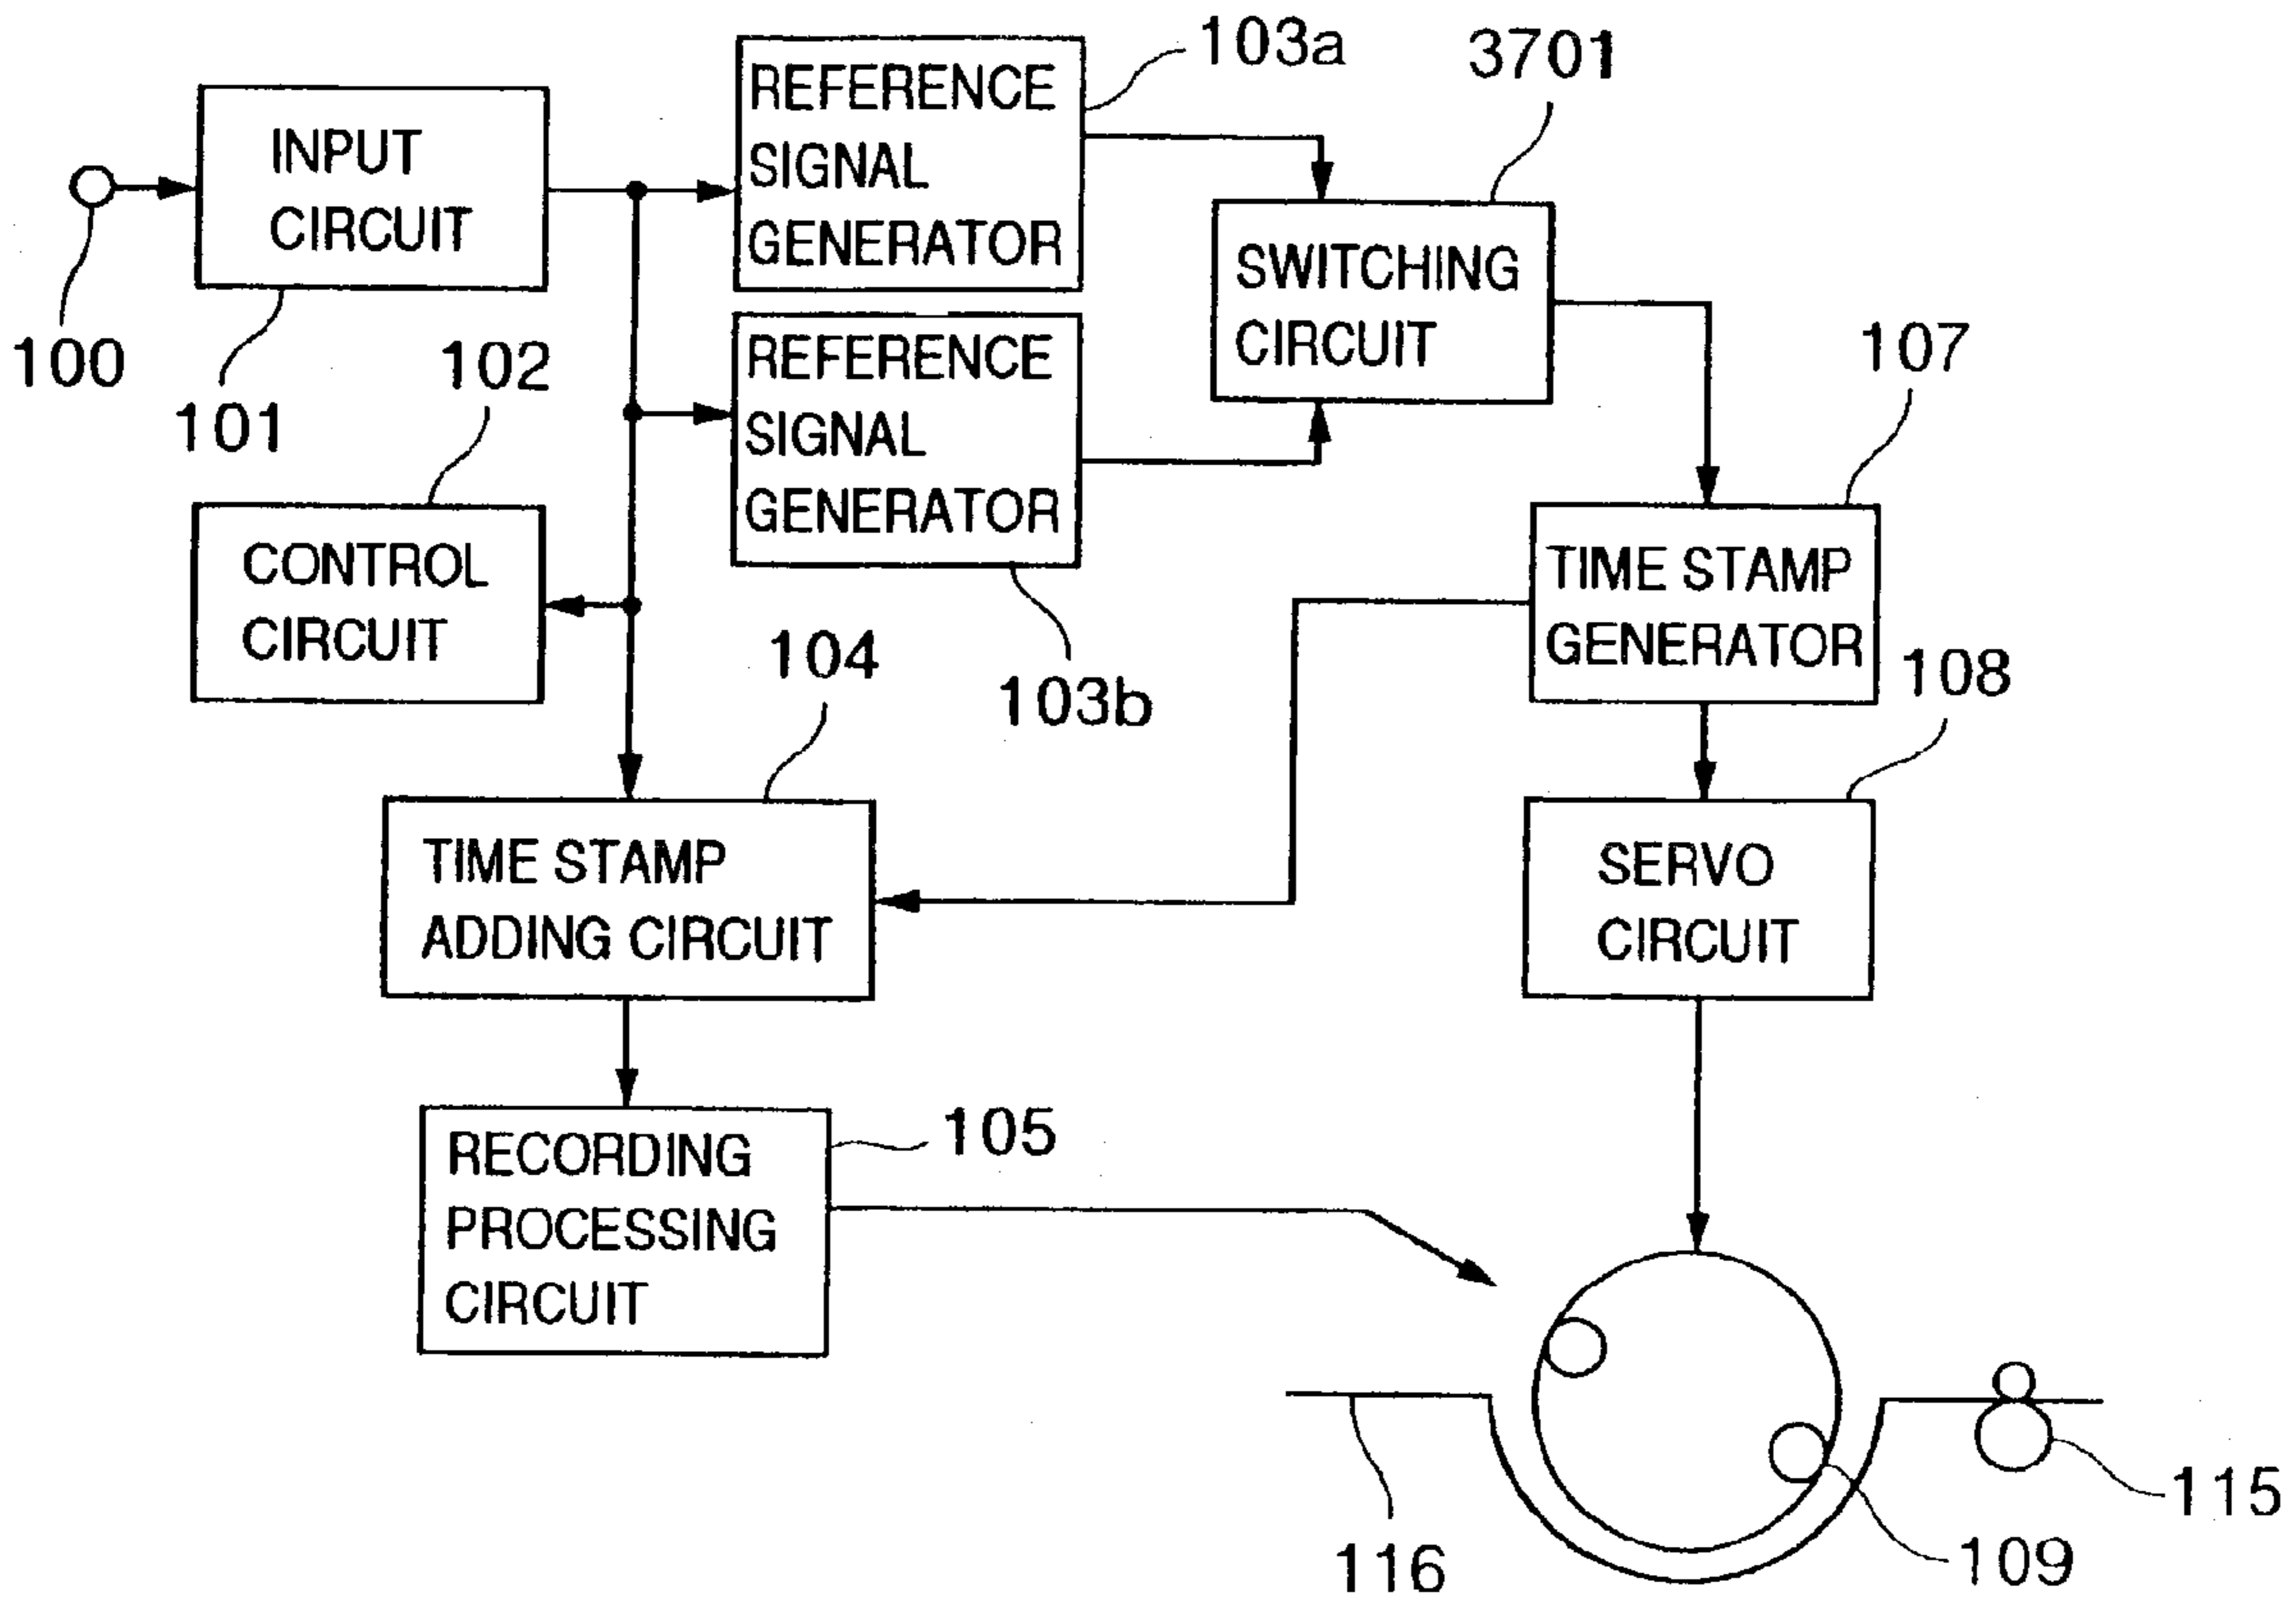 103a
3701
REFERENCE
SIGNAL
GENERATOR
INPUT
CIRCUIT
100
101
102
SWITCHING
CIRCUIT
REFERENCE
SIGNAL
GENERATOR
107
CONTROL
CIRCUIT
103b
104
TIME STAMP
GENERATOR
108
TIME STAMP
ADDING CIRCUIT
SERVO
CIRCUIT
RECORDING
PROCESSING
CIRCUIT
105
115
116
109